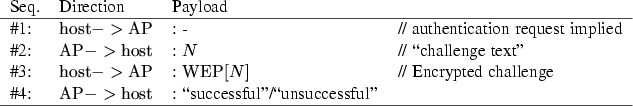 Seq. Direction Payload
#1: host−> AP : - // authentication request implied
#2: AP−> host : N // “challenge text”
#3: host−> AP : WEP[N] // Encrypted challenge
#4: AP−> host : “successful”/“unsuccessful”